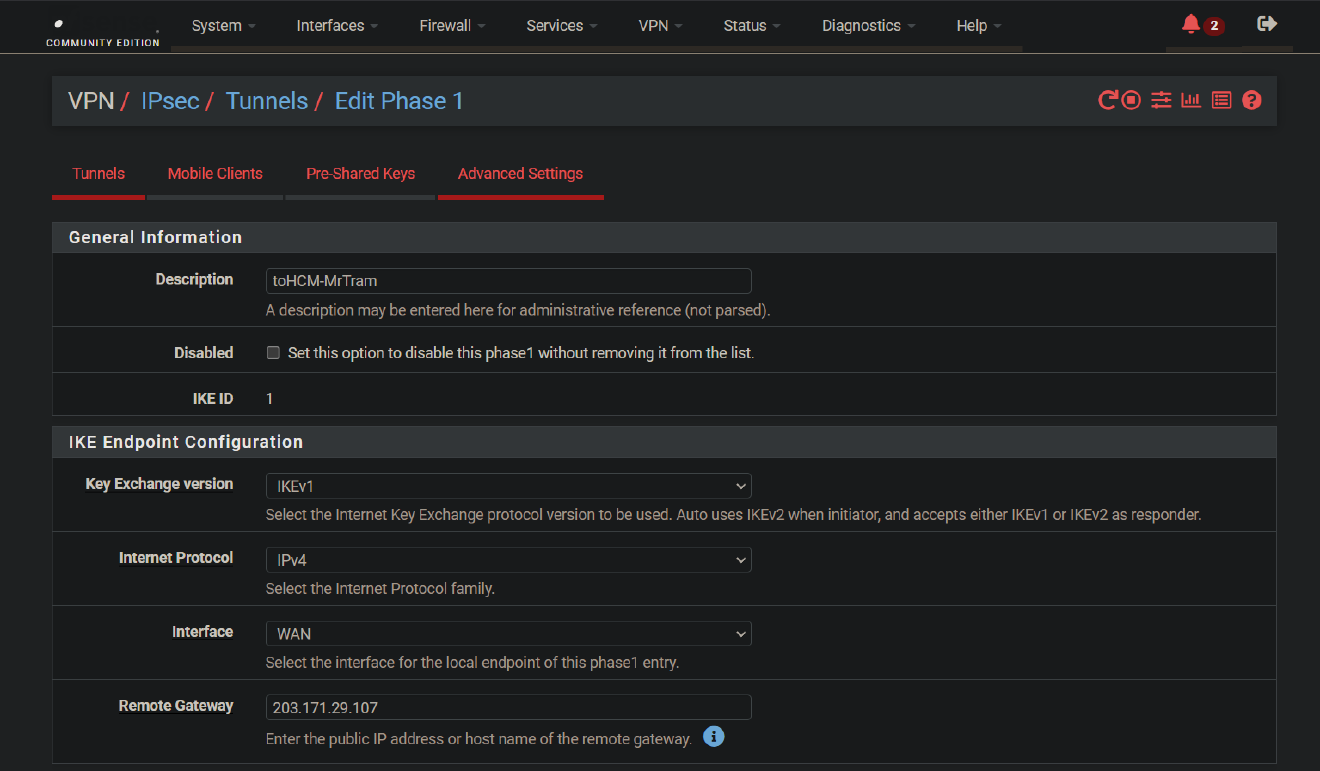 System Interfaces Firewall Services VPN Status Diagnostics Help 2
COMMUNITY EDITION
VPN / IPsec / Tunnels / Edit Phase 1
Tunnels Mobile Clients Pre-Shared Keys Advanced Settings
General Information
Description toHCM-MrTram
A description may be entered here for administrative reference (not parsed).
Disabled Set this option to disable this phase1 without removing it from the list.
IKE ID 1
IKE Endpoint Configuration
Key Exchange version IKEv1
Select the Internet Key Exchange protocol version to be used. Auto uses IKEv2 when initiator, and accepts either IKEv1 or IKEv2 as responder.
Internet Protocol IPv4
Select the Internet Protocol family.
Interface WAN
Select the interface for the local endpoint of this phase1 entry.
Remote Gateway 203.171.29.107
Enter the public IP address or host name of the remote gateway.